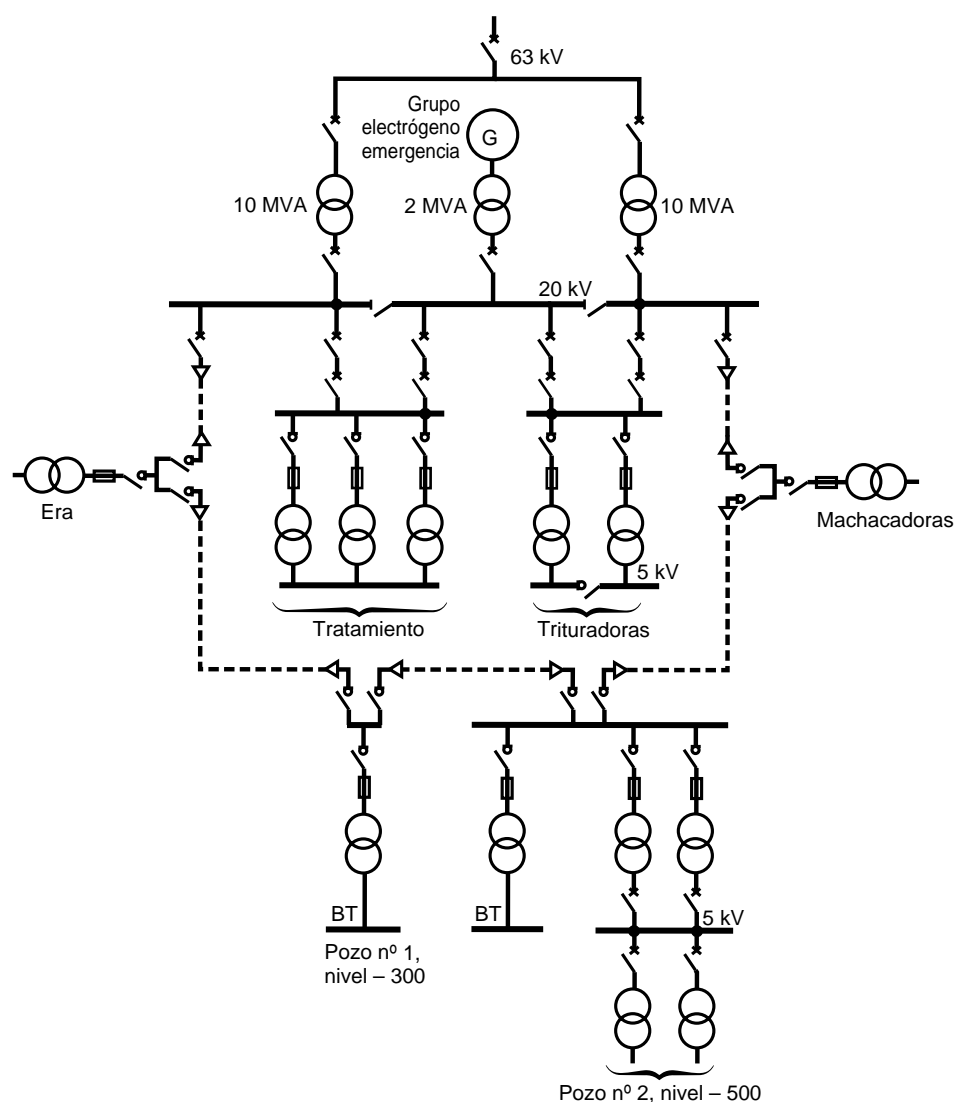 63 kV
Grupo
electrógeno
emergencia
G
10 MVA
2 MVA
10 MVA
20 kV
Era
Machacadoras
5 kV
Tratamiento
Trituradoras
BT
BT
5 kV
Pozo nº 1,
nivel – 300
Pozo nº 2, nivel – 500